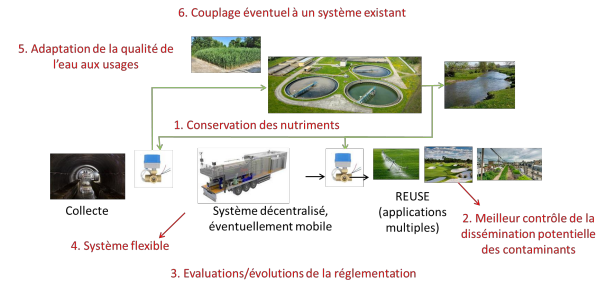 6. Couplage éventuel à un système existant
5. Adaptation de la qualité de
l'eau aux usages
1. Conservation des nutriments
Collecte
Système décentralisé,
éventuellement mobile
REUSE
(applications
multiples)
2. Meilleur contrôle de la
dissémination potentielle
des contaminants
4. Système flexible
3. Evaluations/évolutions de la réglementation